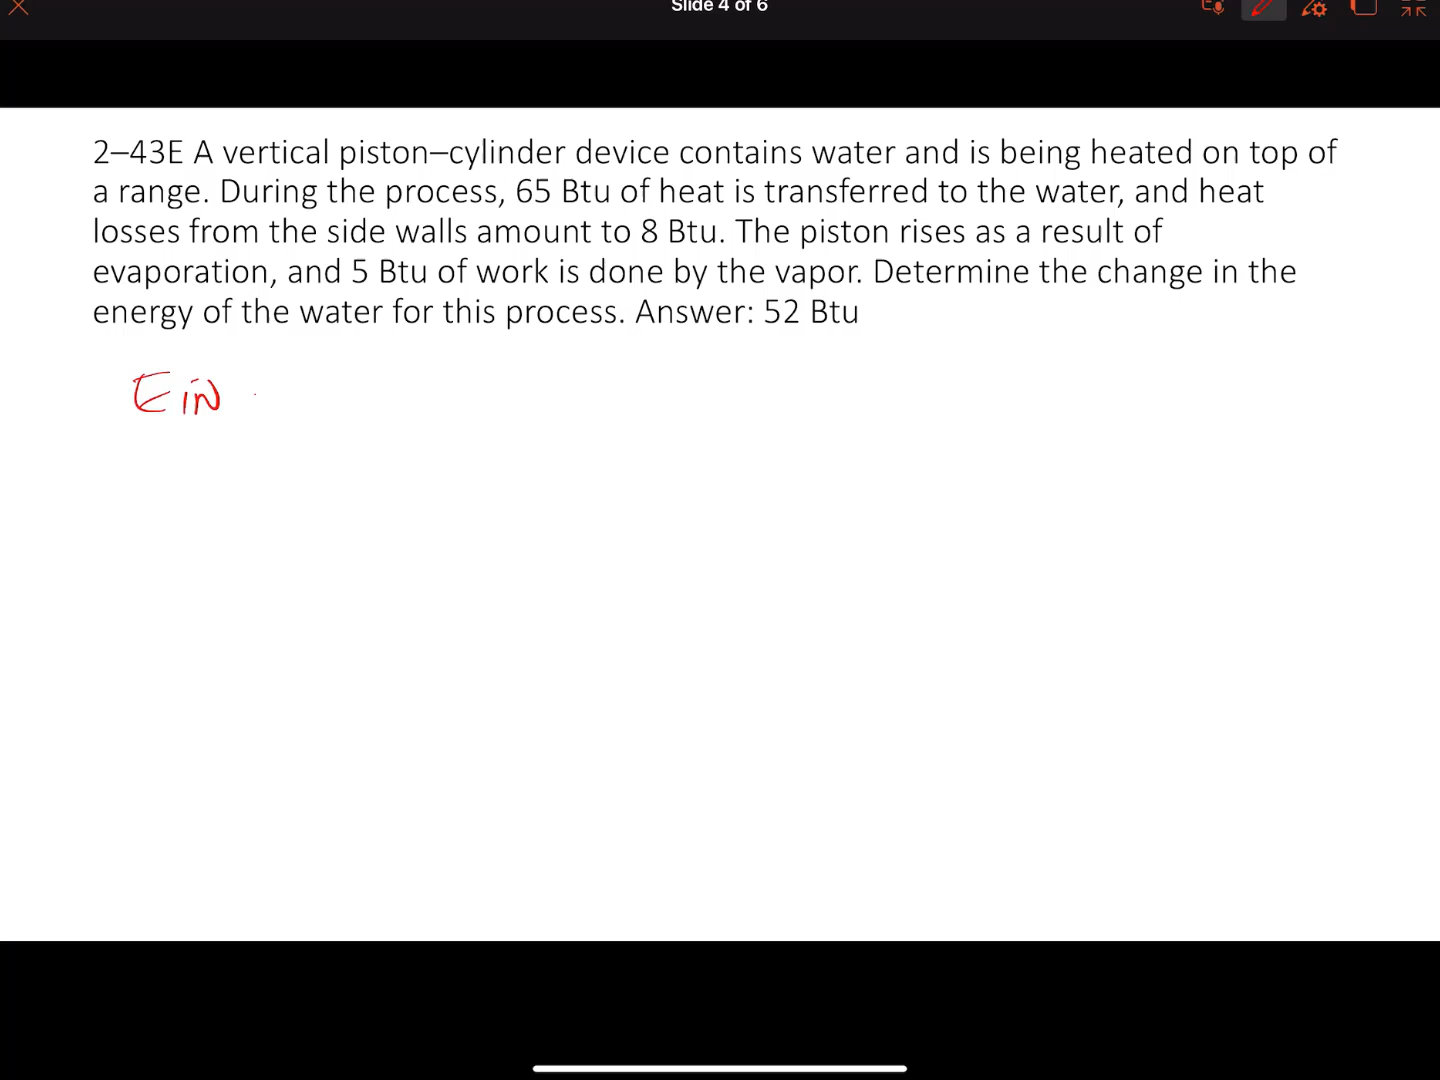 Slide 4 of 6
2–43E A vertical piston–cylinder device contains water and is being heated on top of
a range. During the process, 65 Btu of heat is transferred to the water, and heat
losses from the side walls amount to 8 Btu. The piston rises as a result of
evaporation, and 5 Btu of work is done by the vapor. Determine the change in the
energy of the water for this process. Answer: 52 Btu
E iN